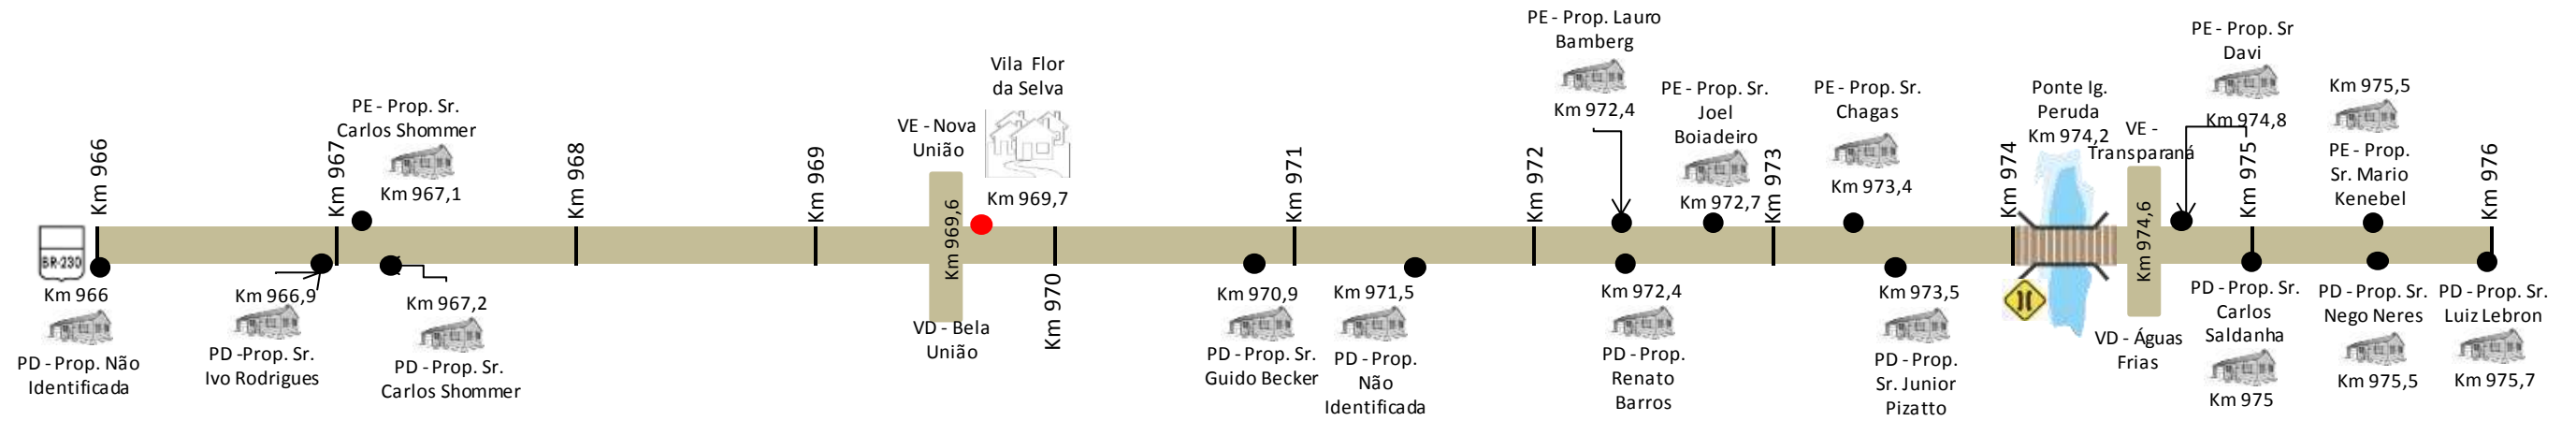 BR-230
Km 966
Km 966
PD - Prop. Não
Identificada
Km 966,9
PD -Prop. Sr.
Ivo Rodrigues
Km 967
PE - Prop. Sr.
Carlos Shommer
Km 967,1
Km 967,2
PD - Prop. Sr.
Carlos Shommer
Km 968
Km 969
VE - Nova
União
Km 969,6
VD - Bela
União
Vila Flor
da Selva
Km 969,7
Km 970
Km 970,9
PD - Prop. Sr.
Guido Becker
Km 971
Km 971,5
PD - Prop.
Não
Identificada
Km 972
PE - Prop. Lauro
Bamberg
Km 972,4
Km 972,4
PD - Prop.
Renato
Barros
PE - Prop. Sr.
Joel
Boiadeiro
Km 972,7
Km 973
PE - Prop. Sr.
Chagas
Km 973,4
Km 973,5
PD - Prop.
Sr. Junior
Pizatto
Km 974
Ponte Ig.
Peruda
Km 974,2
VE -
Transparaná
Km 974,6
VD - Águas
Frias
PE - Prop. Sr
Davi
Km 974,8
Km 975
PD - Prop. Sr.
Carlos
Saldanha
Km 975
Km 975,5
PE - Prop.
Sr. Mario
Kenebel
PD - Prop. Sr.
Nego Neres
Km 975,5
Km 976
PD - Prop. Sr.
Luiz Lebron
Km 975,7